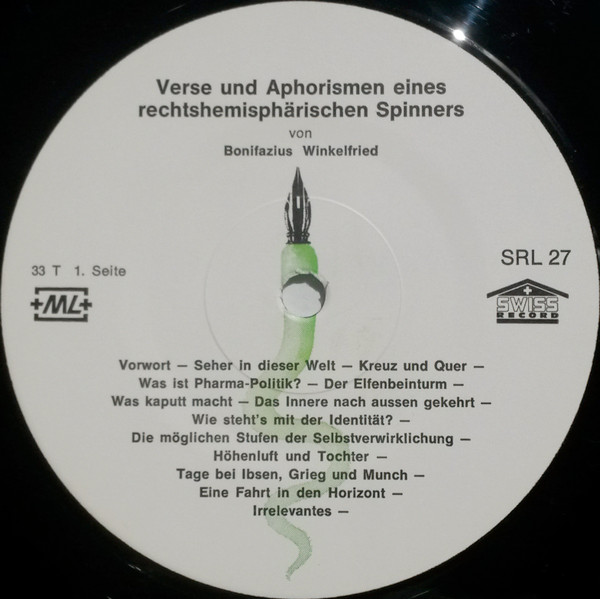 Verse und Aphorismen eines
rechtshemisphärischen Spinners
von
Bonifazius Winkelfried
33 T 1. Seite
+ML+
SRL 27
SWISS
RECORD
Vorwort — Seher in dieser Welt — Kreuz und Quer —
Was ist Pharma-Politik? — Der Elfenbeinturm —
Was kaputt macht — Das Innere nach aussen gekehrt —
Wie steht's mit der Identität? —
Die möglichen Stufen der Selbstverwirklichung —
Höhenluft und Tochter —
Tage bei Ibsen, Grieg und Munch —
Eine Fahrt in den Horizont —
Irrelevantes —